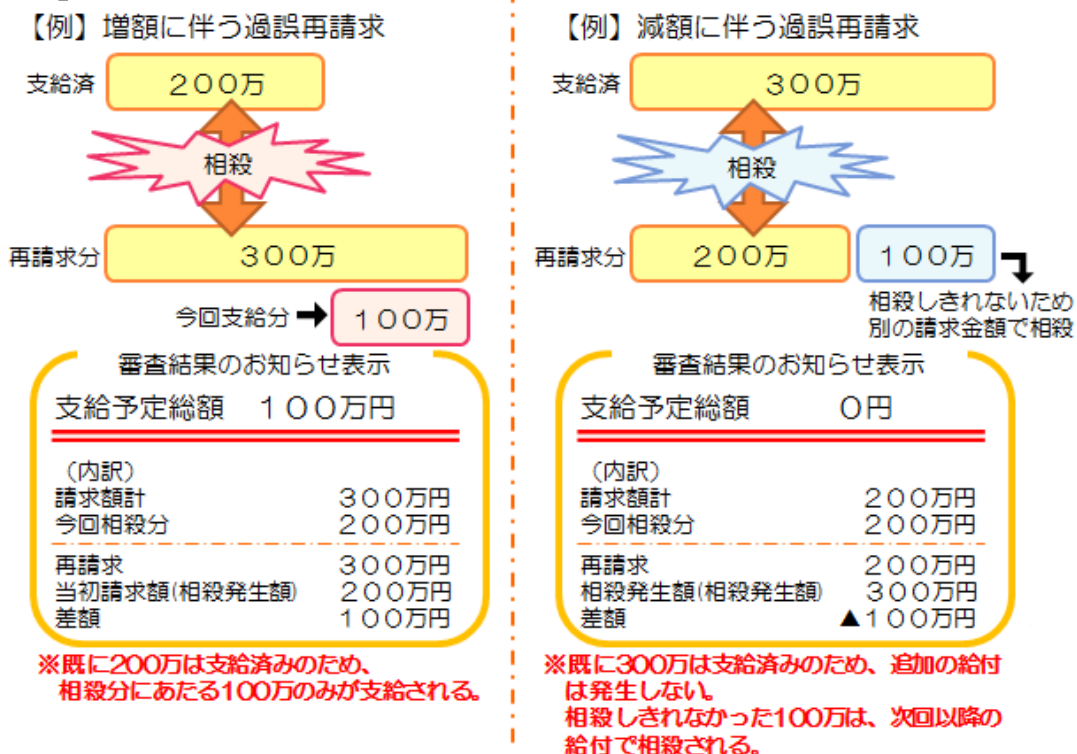 【例】増額に伴う過誤再請求
支給済
２００万
相殺
再請求分
３００万
今回支給分➡
１００万
審査結果のお知らせ表示
支給予定総額　１００万円
（内訳）
請求額計　３００万円
今回相殺分　２００万円
再請求　３００万円
当初請求額(相殺発生額)　２００万円
差額　１００万円
※既に200万は支給済みのため、
相殺分にあたる100万のみが支給される。
【例】減額に伴う過誤再請求
支給済
３００万
相殺
再請求分
２００万
１００万
相殺しきれないため
別の請求金額で相殺
審査結果のお知らせ表示
支給予定総額　０円
（内訳）
請求額計　２００万円
今回相殺分　２００万円
再請求　２００万円
相殺発生額(相殺発生額)　３００万円
差額　▲１００万円
※既に300万は支給済みのため、追加の給付
は発生しない。
相殺しきれなかった100万は、次回以降の
給付で相殺される。